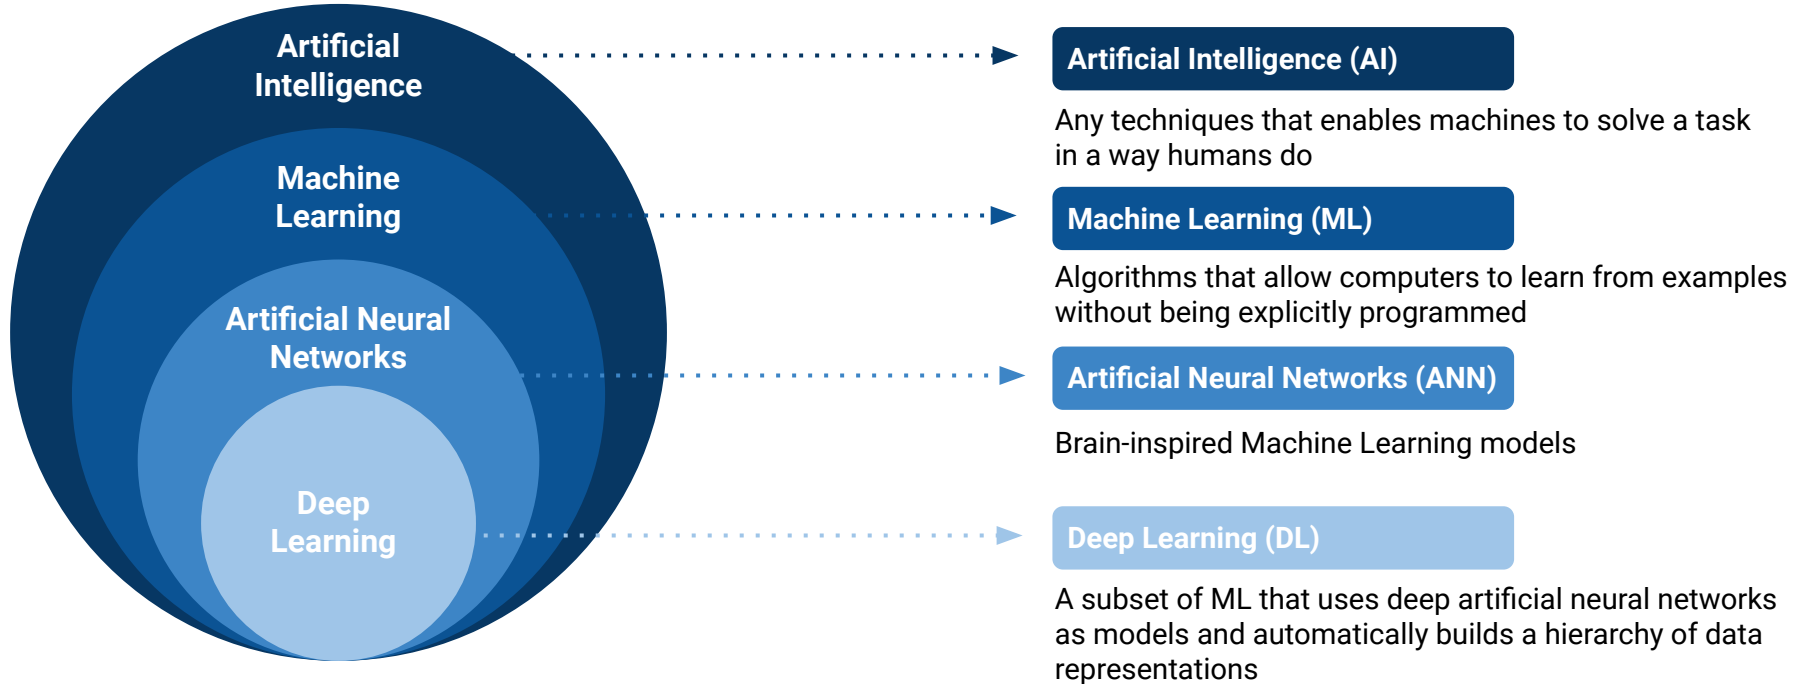 Artificial
Intelligence
Machine
Learning
Artificial Neural
Networks
Deep
Learning
Artificial Intelligence (AI)
Any techniques that enables machines to solve a task
in a way humans do
Machine Learning (ML)
Algorithms that allow computers to learn from examples
without being explicitly programmed
Artificial Neural Networks (ANN)
Brain-inspired Machine Learning models
Deep Learning (DL)
A subset of ML that uses deep artificial neural networks
as models and automatically builds a hierarchy of data
representations